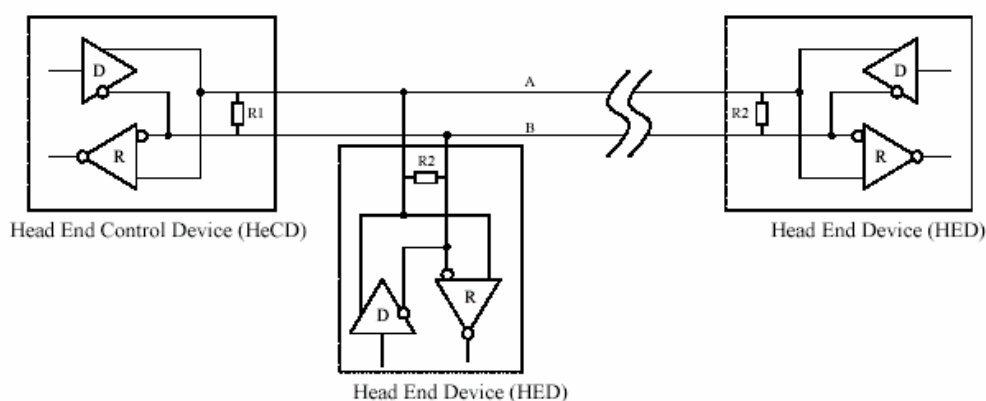 D
R1
R
Head End Control Device (HeCD)
A
B
R2
D
R
Head End Device (HED)
R2
D
R
Head End Device (HED)